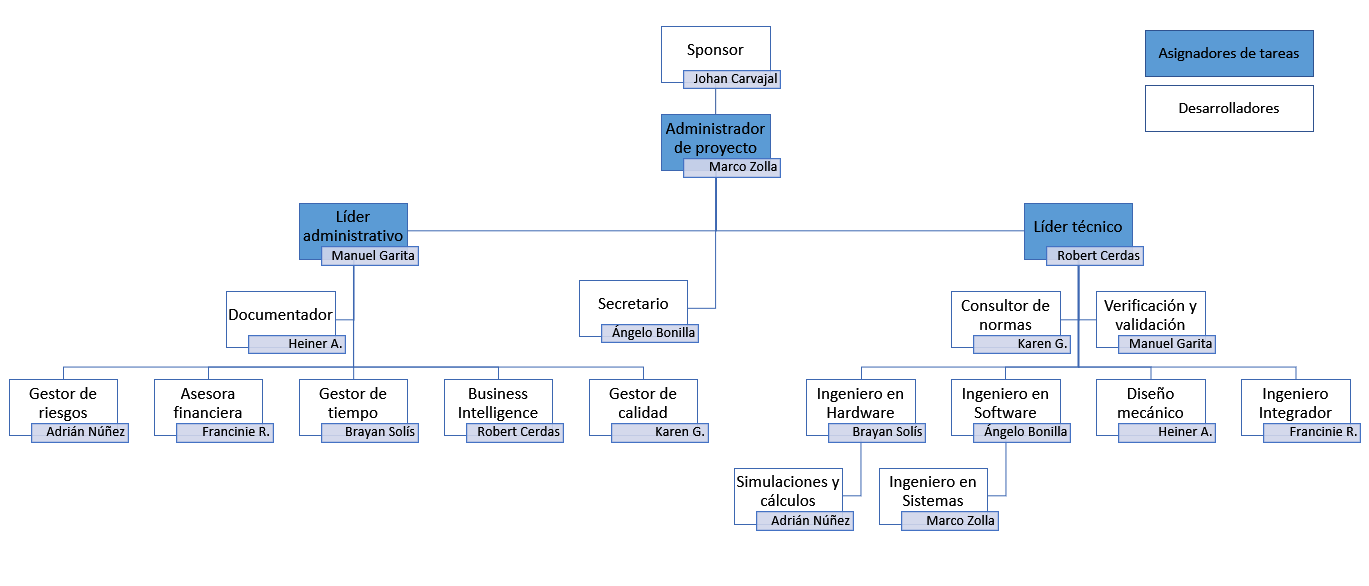 Sponsor
Johan Carvajal
Asignadores de tareas
Desarrolladores
Administrador
de proyecto
Marco Zolla
Líder
administrativo
Manuel Garita
Líder técnico
Robert Cerdas
Documentador
Heiner A.
Secretario
Ángelo Bonilla
Consultor de
normas
Karen G.
Verificación y
validación
Manuel Garita
Gestor de
riesgos
Adrián Núñez
Asesora
financiera
Francinie R.
Gestor de
tiempo
Brayan Solís
Business
Intelligence
Robert Cerdas
Gestor de
calidad
Karen G.
Ingeniero en
Hardware
Brayan Solís
Ingeniero en
Software
Ángelo Bonilla
Diseño
mecánico
Heiner A.
Ingeniero
Integrador
Francinie R.
Simulaciones y
cálculos
Adrián Núñez
Ingeniero en
Sistemas
Marco Zolla